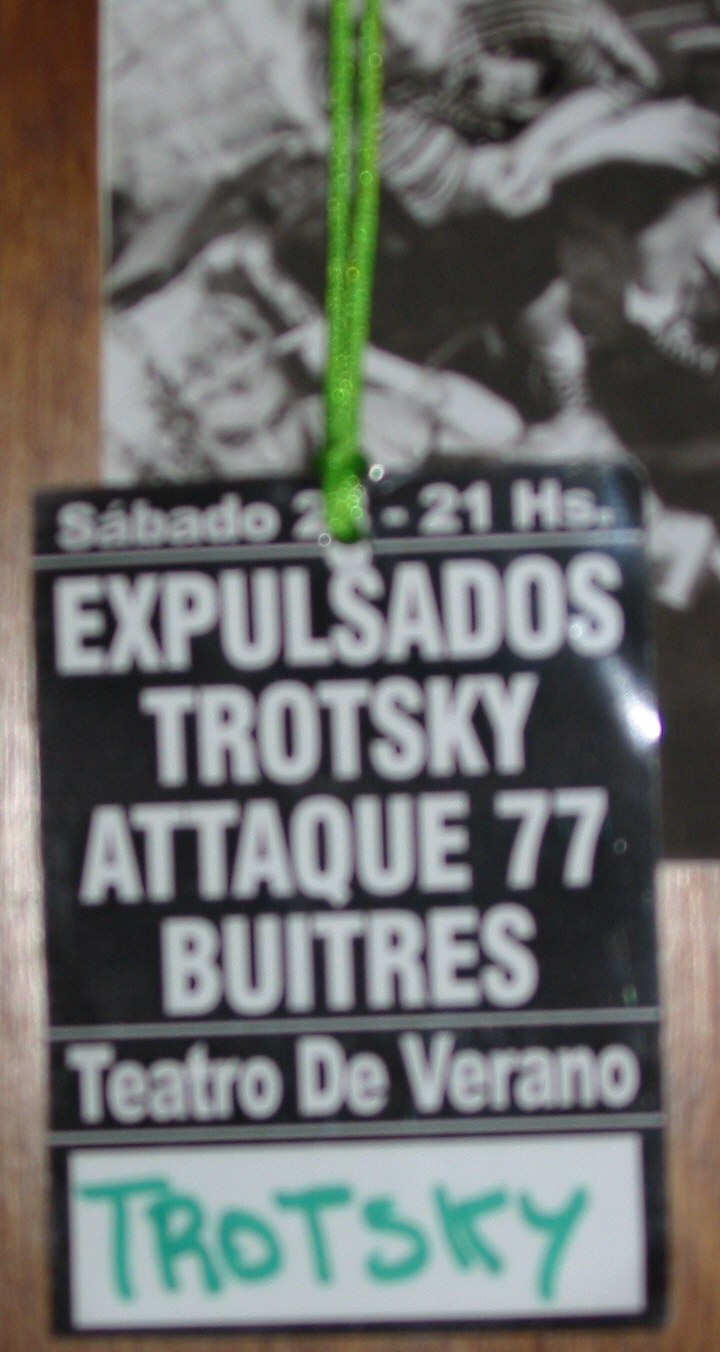 Sábado - 21 Hs.
EXPULSADOS
TROTSKY
ATTAQUE 77
BUITRES
Teatro De Verano
TROTSKY